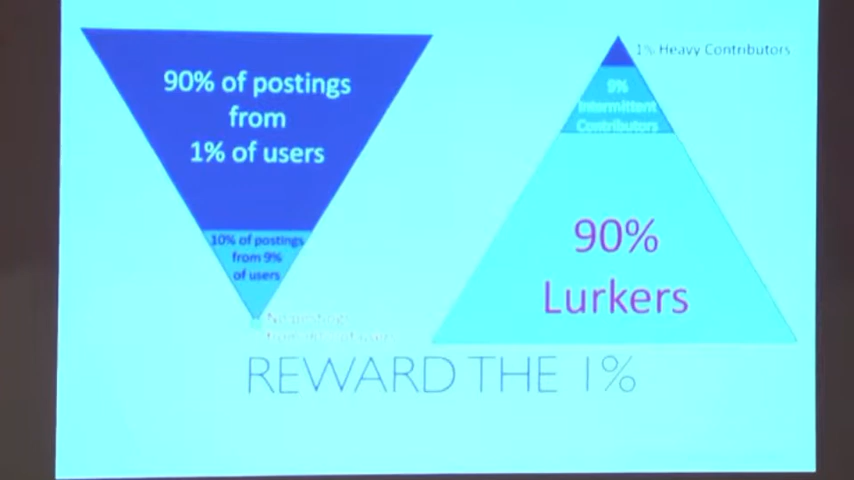 90% of postings
from
1% of users
10% of postings
from 9%
of users
1% Heavy Contributors
9%
Intermittent
Contributors
90%
Lurkers
REWARD THE 1%